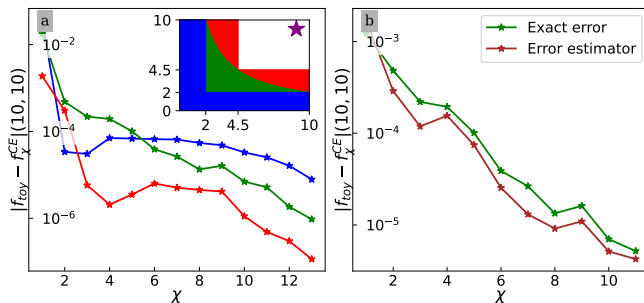 a
|f_toy − f_χ^CE|(10, 10)
10^−2
10^−4
10^−6
2 4 6 8 10 12
χ
10
4.5
2
0
2 4.5 10
b
Exact error
Error estimator
|f_toy − f_χ^CE|(10, 10)
10^−3
10^−4
10^−5
2 4 6 8 10
χ